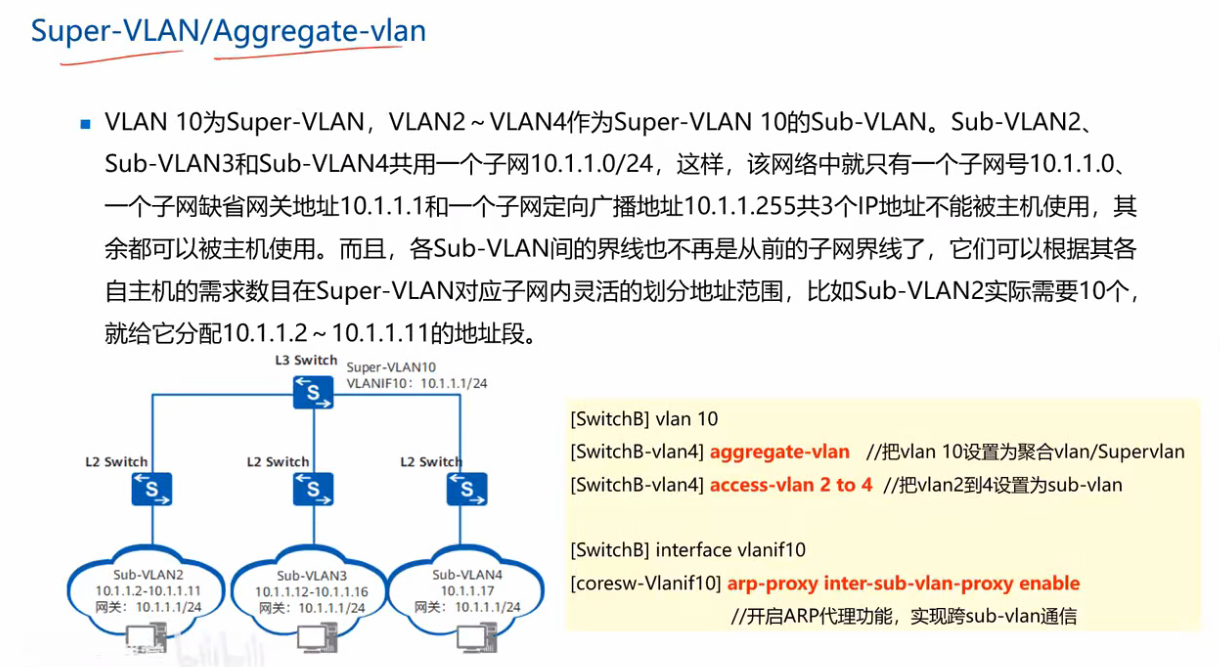 Super-VLAN/Aggregate-vlan
VLAN 10为Super-VLAN，VLAN2～VLAN4作为Super-VLAN 10的Sub-VLAN。Sub-VLAN2、
Sub-VLAN3和Sub-VLAN4共用一个子网10.1.1.0/24，这样，该网络中就只有一个子网号10.1.1.0、
一个子网缺省网关地址10.1.1.1和一个子网定向广播地址10.1.1.255共3个IP地址不能被主机使用，其
余都可以被主机使用。而且，各Sub-VLAN间的界线也不再是从前的子网界线了，它们可以根据其各
自主机的需求数目在Super-VLAN对应子网内灵活的划分地址范围，比如Sub-VLAN2实际需要10个，
就给它分配10.1.1.2～10.1.1.11的地址段。
L3 Switch
Super-VLAN10
VLANIF10：10.1.1.1/24
L2 Switch
L2 Switch
L2 Switch
S
S
S
S
Sub-VLAN2
10.1.1.2-10.1.1.11
网关：10.1.1.1/24
Sub-VLAN3
10.1.1.12-10.1.1.16
网关：10.1.1.1/24
Sub-VLAN4
10.1.1.17
网关：10.1.1.1/24
[SwitchB] vlan 10
[SwitchB-vlan4] aggregate-vlan //把vlan 10设置为聚合vlan/Supervlan
[SwitchB-vlan4] access-vlan 2 to 4 //把vlan2到4设置为sub-vlan
[SwitchB] interface vlanif10
[coresw-Vlanif10] arp-proxy inter-sub-vlan-proxy enable
//开启ARP代理功能，实现跨sub-vlan通信
bilibili